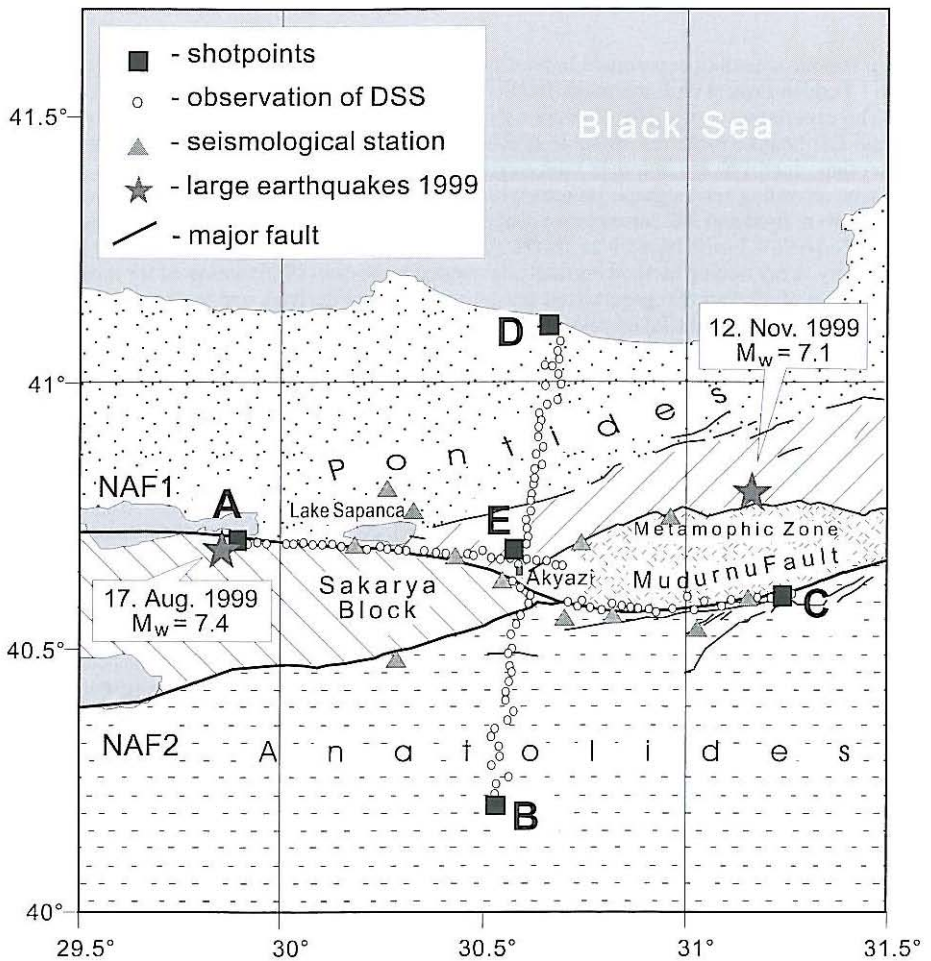 - shotpoints
- observation of DSS
- seismological station
- large earthquakes 1999
- major fault
Black Sea
41.5°
D
12. Nov. 1999
Mw = 7.1
41°
Pontides
NAF1
A
Lake Sapanca
E
Metamophic Zone
Akyazi
Mudurnu Fault
Sakarya
Block
17. Aug. 1999
Mw = 7.4
C
40.5°
NAF2
Anatolides
B
40°
29.5°
30°
30.5°
31°
31.5°